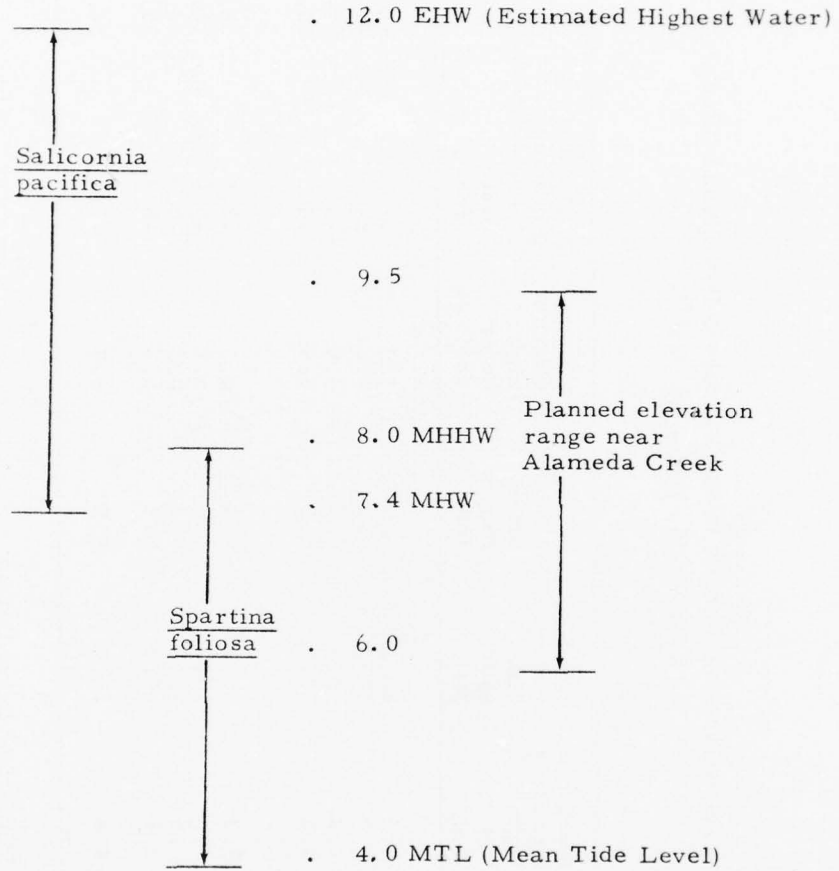 . 12.0 EHW (Estimated Highest Water)
Salicornia
pacifica
. 9.5
Planned elevation
range near
Alameda Creek
. 8.0 MHHW
. 7.4 MHW
Spartina
foliosa
. 6.0
. 4.0 MTL (Mean Tide Level)